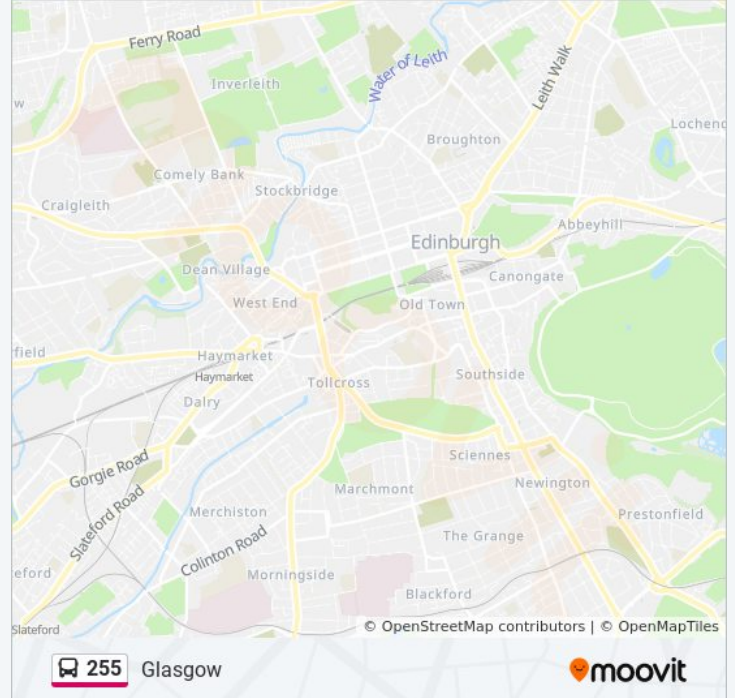 Ferry Road
Inverleith
Water of Leith
Leith Walk
w
Lochend
Broughton
Comely Bank
Stockbridge
Craigleith
Abbeyhill
Edinburgh
Dean Village
Canongate
West End
Old Town
field
Haymarket
Haymarket
Tollcross
Southside
Dalry
Gorgie Road
Sciennes
Slateford Road
Marchmont
Newington
Merchiston
Prestonfield
Colinton Road
The Grange
eford
Morningside
Blackford
Slateford
© OpenStreetMap contributors | © OpenMapTiles
255 Glasgow
moovit